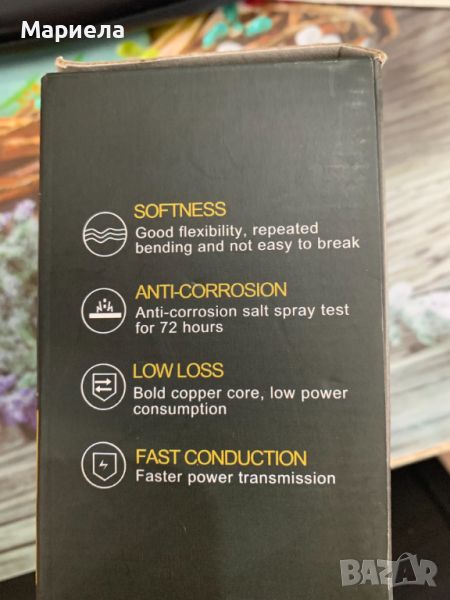 Мариела
SOFTNESS
Good flexibility, repeated
bending and not easy to break
ANTI-CORROSION
Anti-corrosion salt spray test
for 72 hours
LOW LOSS
Bold copper core, low power
consumption
FAST CONDUCTION
Faster power transmission
BAZAR